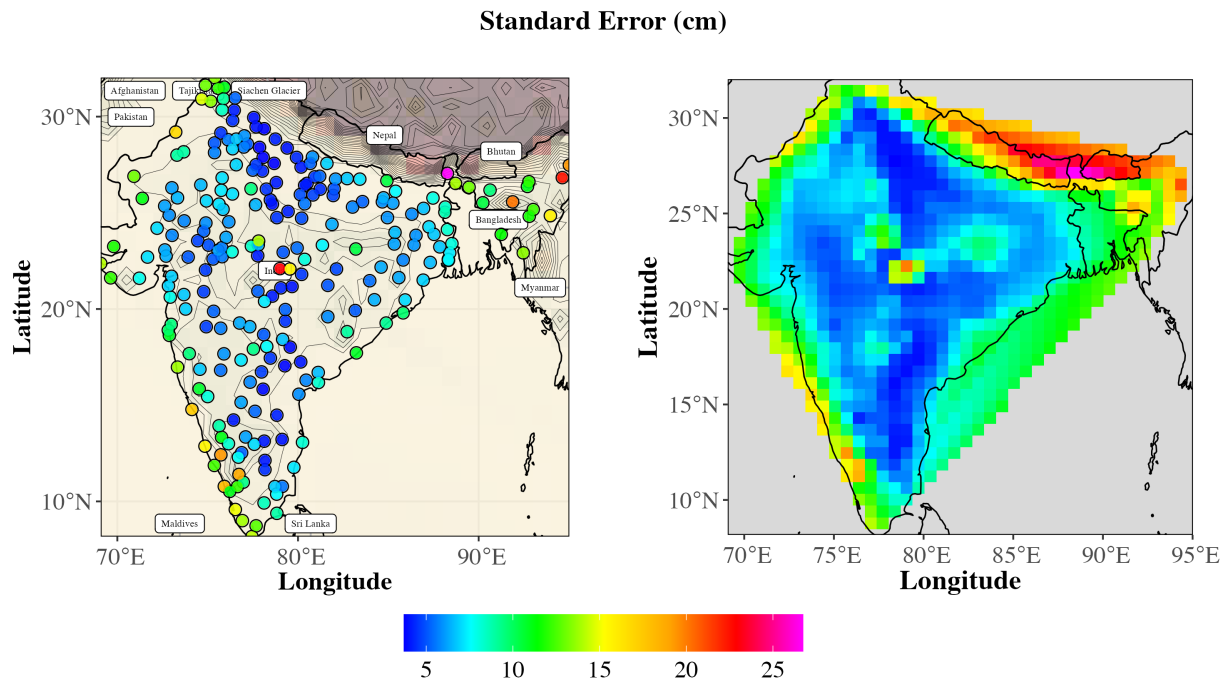 Standard Error (cm)
Afghanistan
Siachen Glacier
Pakistan
Nepal
Bhutan
Bangladesh
Myanmar
Maldives
Sri Lanka
30°N
20°N
10°N
70°E
80°E
90°E
Latitude
Longitude
30°N
25°N
20°N
15°N
10°N
70°E
75°E
80°E
85°E
90°E
95°E
Latitude
Longitude
5
10
15
20
25